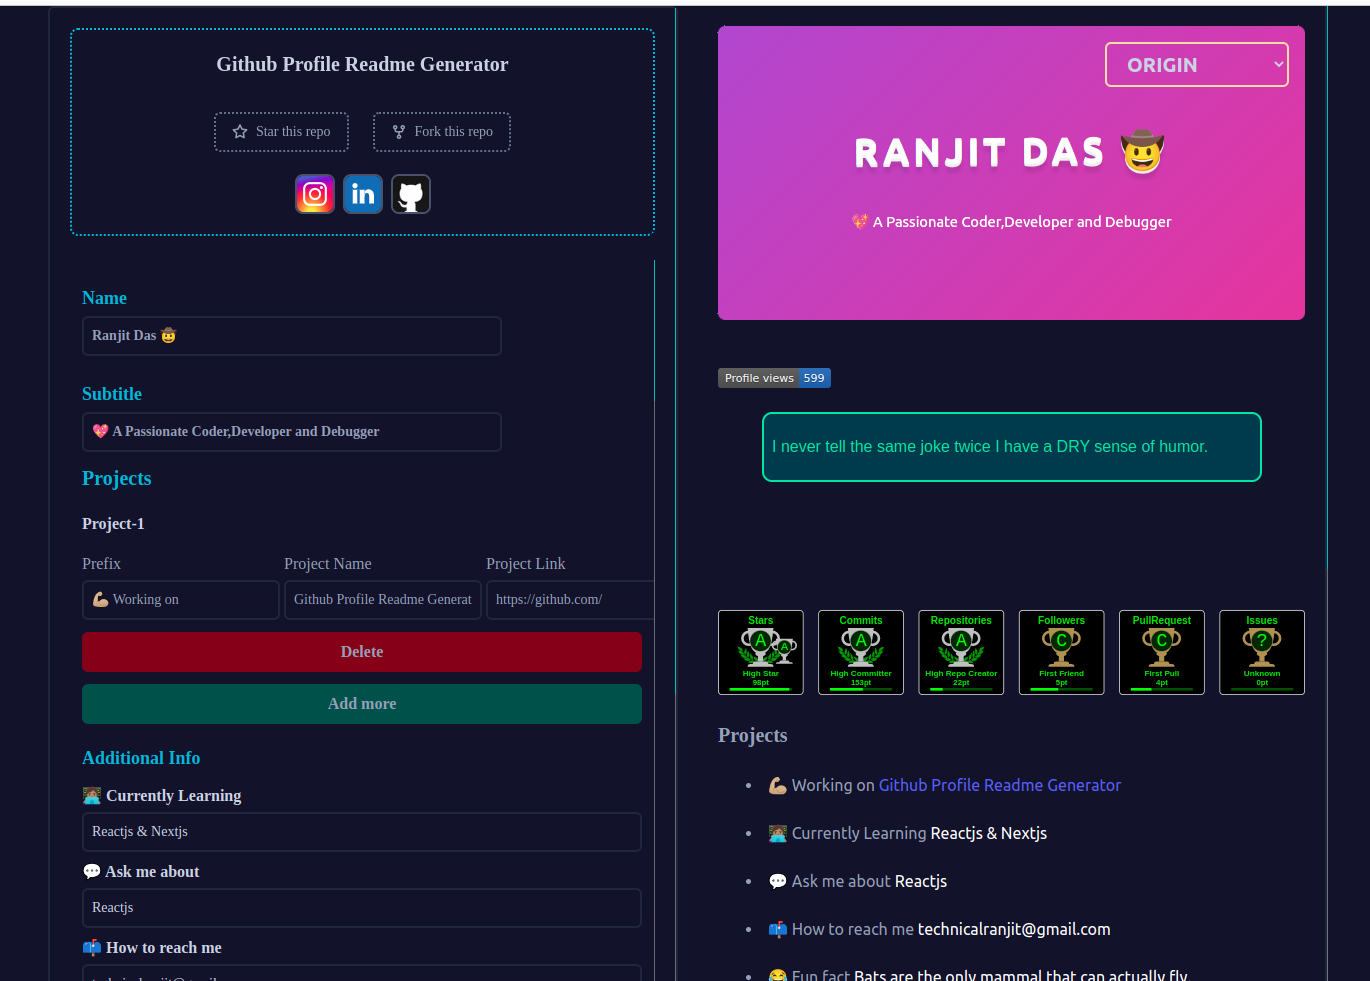 Github Profile Readme Generator
Star this repo
Fork this repo
Name
Ranjit Das 🤠
Subtitle
💖 A Passionate Coder,Developer and Debugger
Projects
Project-1
Prefix
Project Name
Project Link
💪🏼 Working on
Github Profile Readme Generat
https://github.com/
Delete
Add more
Additional Info
👩🏽‍💻 Currently Learning
Reactjs & Nextjs
💬 Ask me about
Reactjs
📫 How to reach me
ORIGIN
RANJIT DAS 🤠
💖 A Passionate Coder,Developer and Debugger
Profile views 599
I never tell the same joke twice I have a DRY sense of humor.
Stars
A
A
High Star
98pt
Commits
A
High Committer
153pt
Repositories
A
High Repo Creator
22pt
Followers
C
First Friend
5pt
PullRequest
C
First Pull
4pt
Issues
?
Unknown
0pt
Projects
• 💪🏼 Working on Github Profile Readme Generator
• 👩🏽‍💻 Currently Learning Reactjs & Nextjs
• 💬 Ask me about Reactjs
• 📫 How to reach me technicalranjit@gmail.com
• 😂 Fun fact Bats are the only mammal that can actually fly